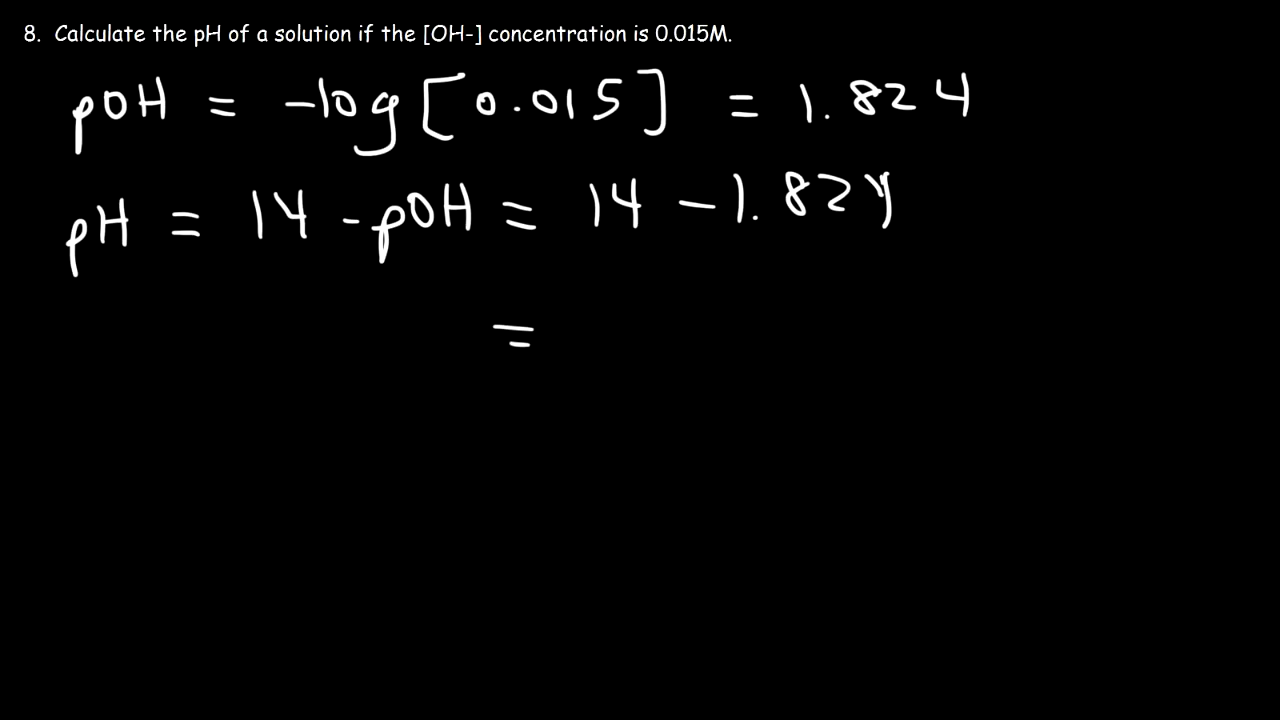 8. Calculate the pH of a solution if the [OH-] concentration is 0.015M.
pOH = -log[0.015] = 1.824
pH = 14 - pOH = 14 - 1.824
=